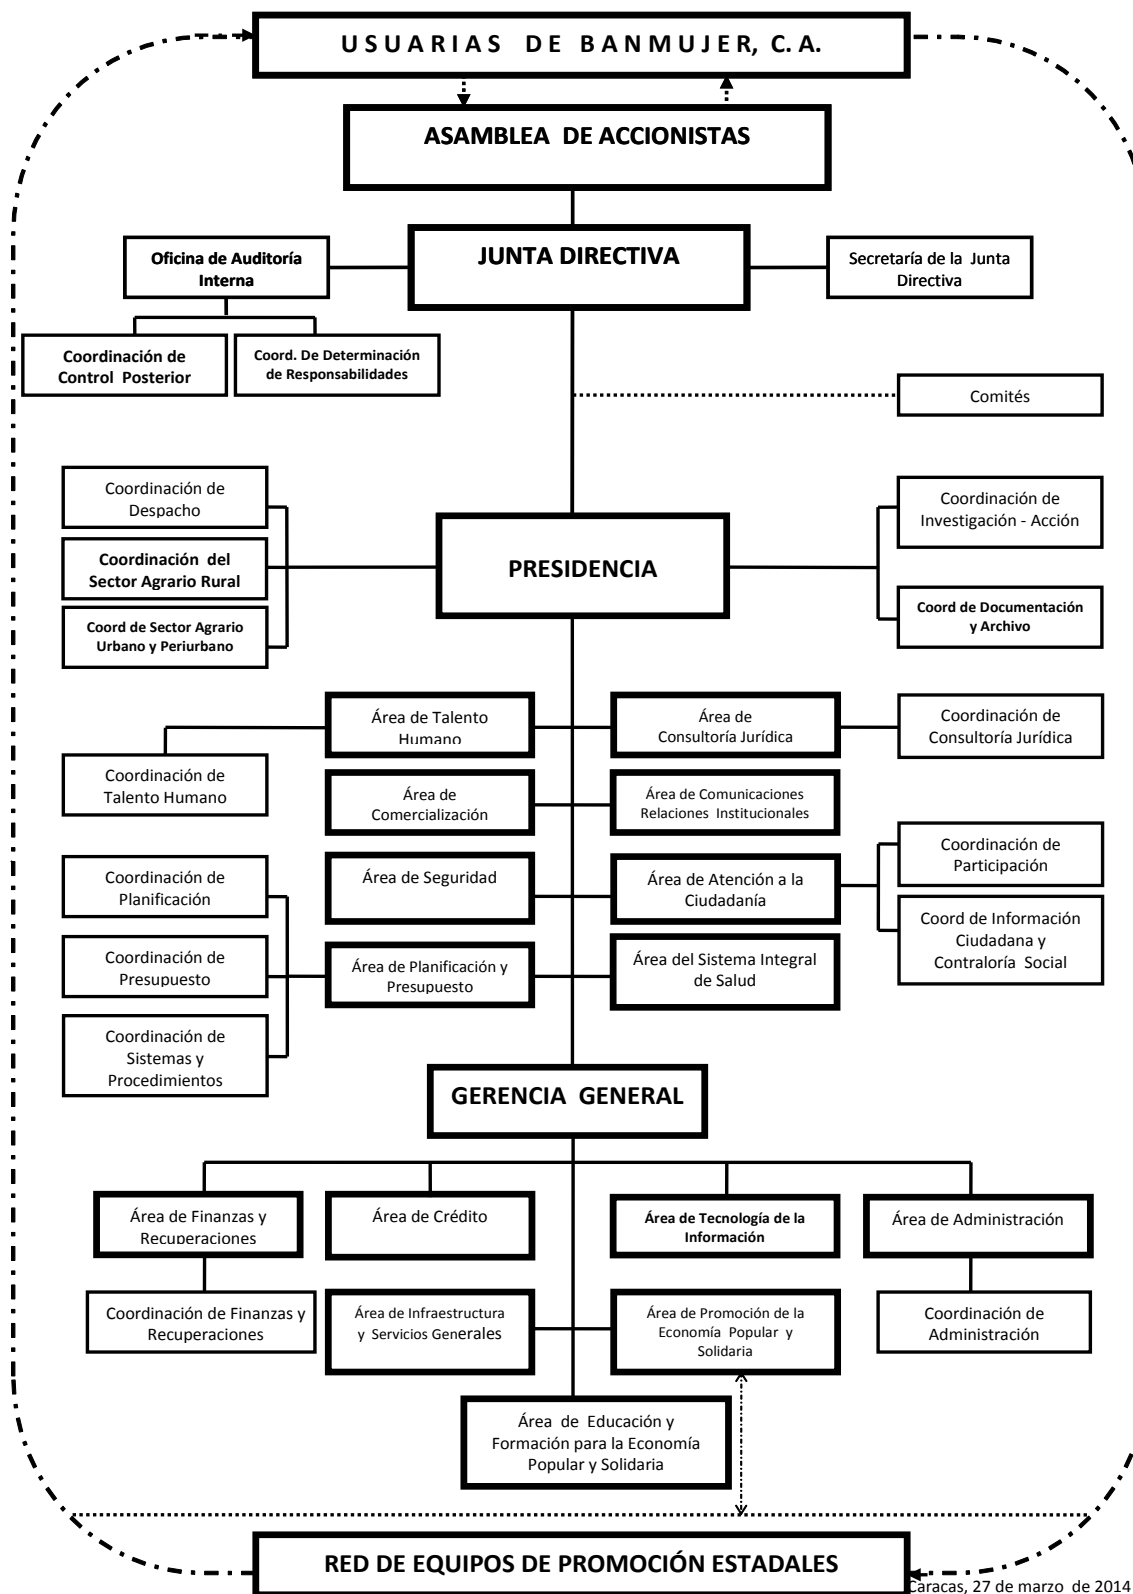 USUARIAS DE BANMUJER, C. A.
ASAMBLEA DE ACCIONISTAS
JUNTA DIRECTIVA
Oficina de Auditoría
Interna
Secretaría de la Junta
Directiva
Coordinación de
Control Posterior
Coord. De Determinación
de Responsabilidades
Comités
Coordinación de
Despacho
Coordinación del
Sector Agrario Rural
Coord de Sector Agrario
Urbano y Periurbano
PRESIDENCIA
Coordinación de
Investigación - Acción
Coord de Documentación
y Archivo
Área de Talento
Humano
Área de
Consultoría Jurídica
Coordinación de
Consultoría Jurídica
Coordinación de
Talento Humano
Área de
Comercialización
Área de Comunicaciones
Relaciones Institucionales
Coordinación de
Planificación
Área de Seguridad
Área de Atención a la
Ciudadanía
Coordinación de
Participación
Coord de Información
Ciudadana y
Contraloría Social
Coordinación de
Presupuesto
Área de Planificación y
Presupuesto
Área del Sistema Integral
de Salud
Coordinación de
Sistemas y
Procedimientos
GERENCIA GENERAL
Área de Finanzas y
Recuperaciones
Área de Crédito
Área de Tecnología de la
Información
Área de Administración
Coordinación de Finanzas y
Recuperaciones
Área de Infraestructura
y Servicios Generales
Área de Promoción de la
Economía Popular y
Solidaria
Coordinación de
Administración
Área de Educación y
Formación para la Economía
Popular y Solidaria
RED DE EQUIPOS DE PROMOCIÓN ESTADALES
Caracas, 27 de marzo de 2014